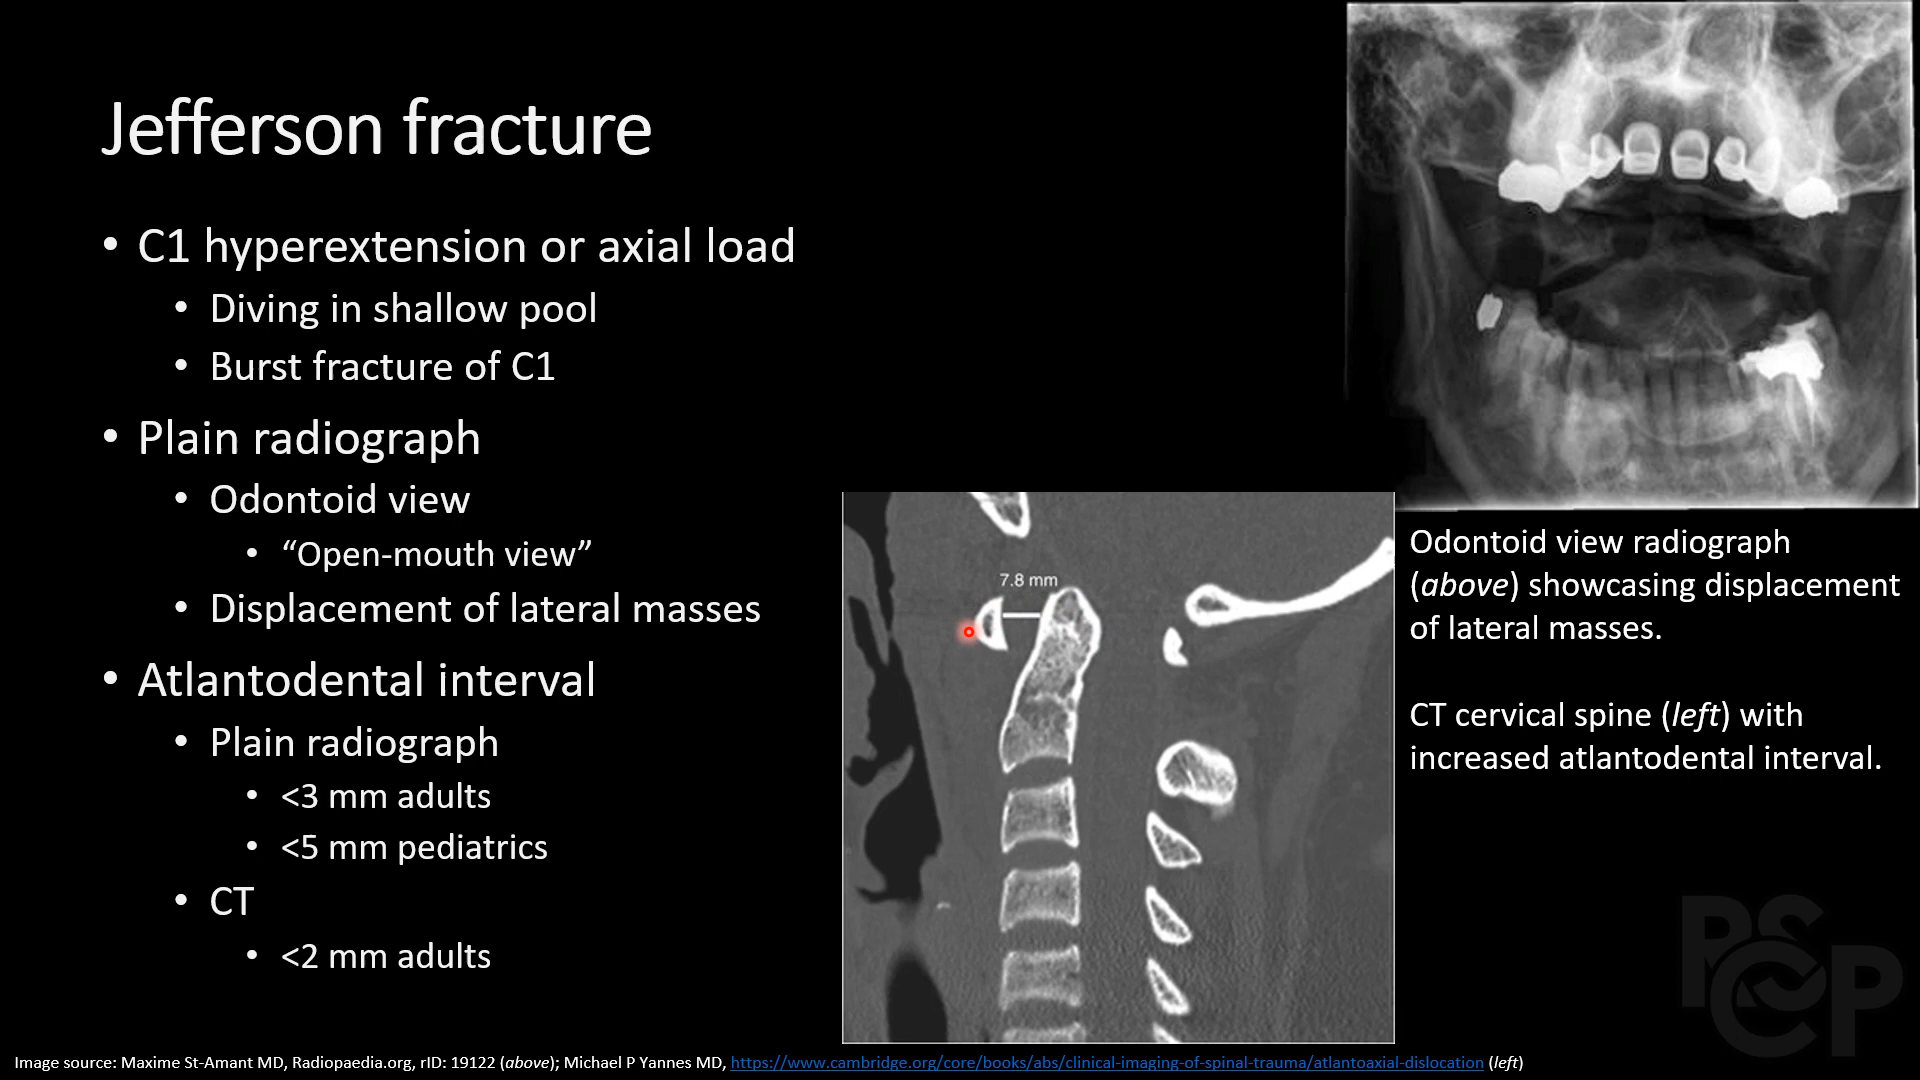 Jefferson fracture
• C1 hyperextension or axial load
• Diving in shallow pool
• Burst fracture of C1
• Plain radiograph
• Odontoid view
• “Open-mouth view”
• Displacement of lateral masses
• Atlantodental interval
• Plain radiograph
• <3 mm adults
• <5 mm pediatrics
• CT
• <2 mm adults
7.8 mm
Odontoid view radiograph
(above) showcasing displacement
of lateral masses.
CT cervical spine (left) with
increased atlantodental interval.
PSCP
Image source: Maxime St-Amant MD, Radiopaedia.org, rID: 19122 (above); Michael P Yannes MD, https://www.cambridge.org/core/books/abs/clinical-imaging-of-spinal-trauma/atlantoaxial-dislocation (left)